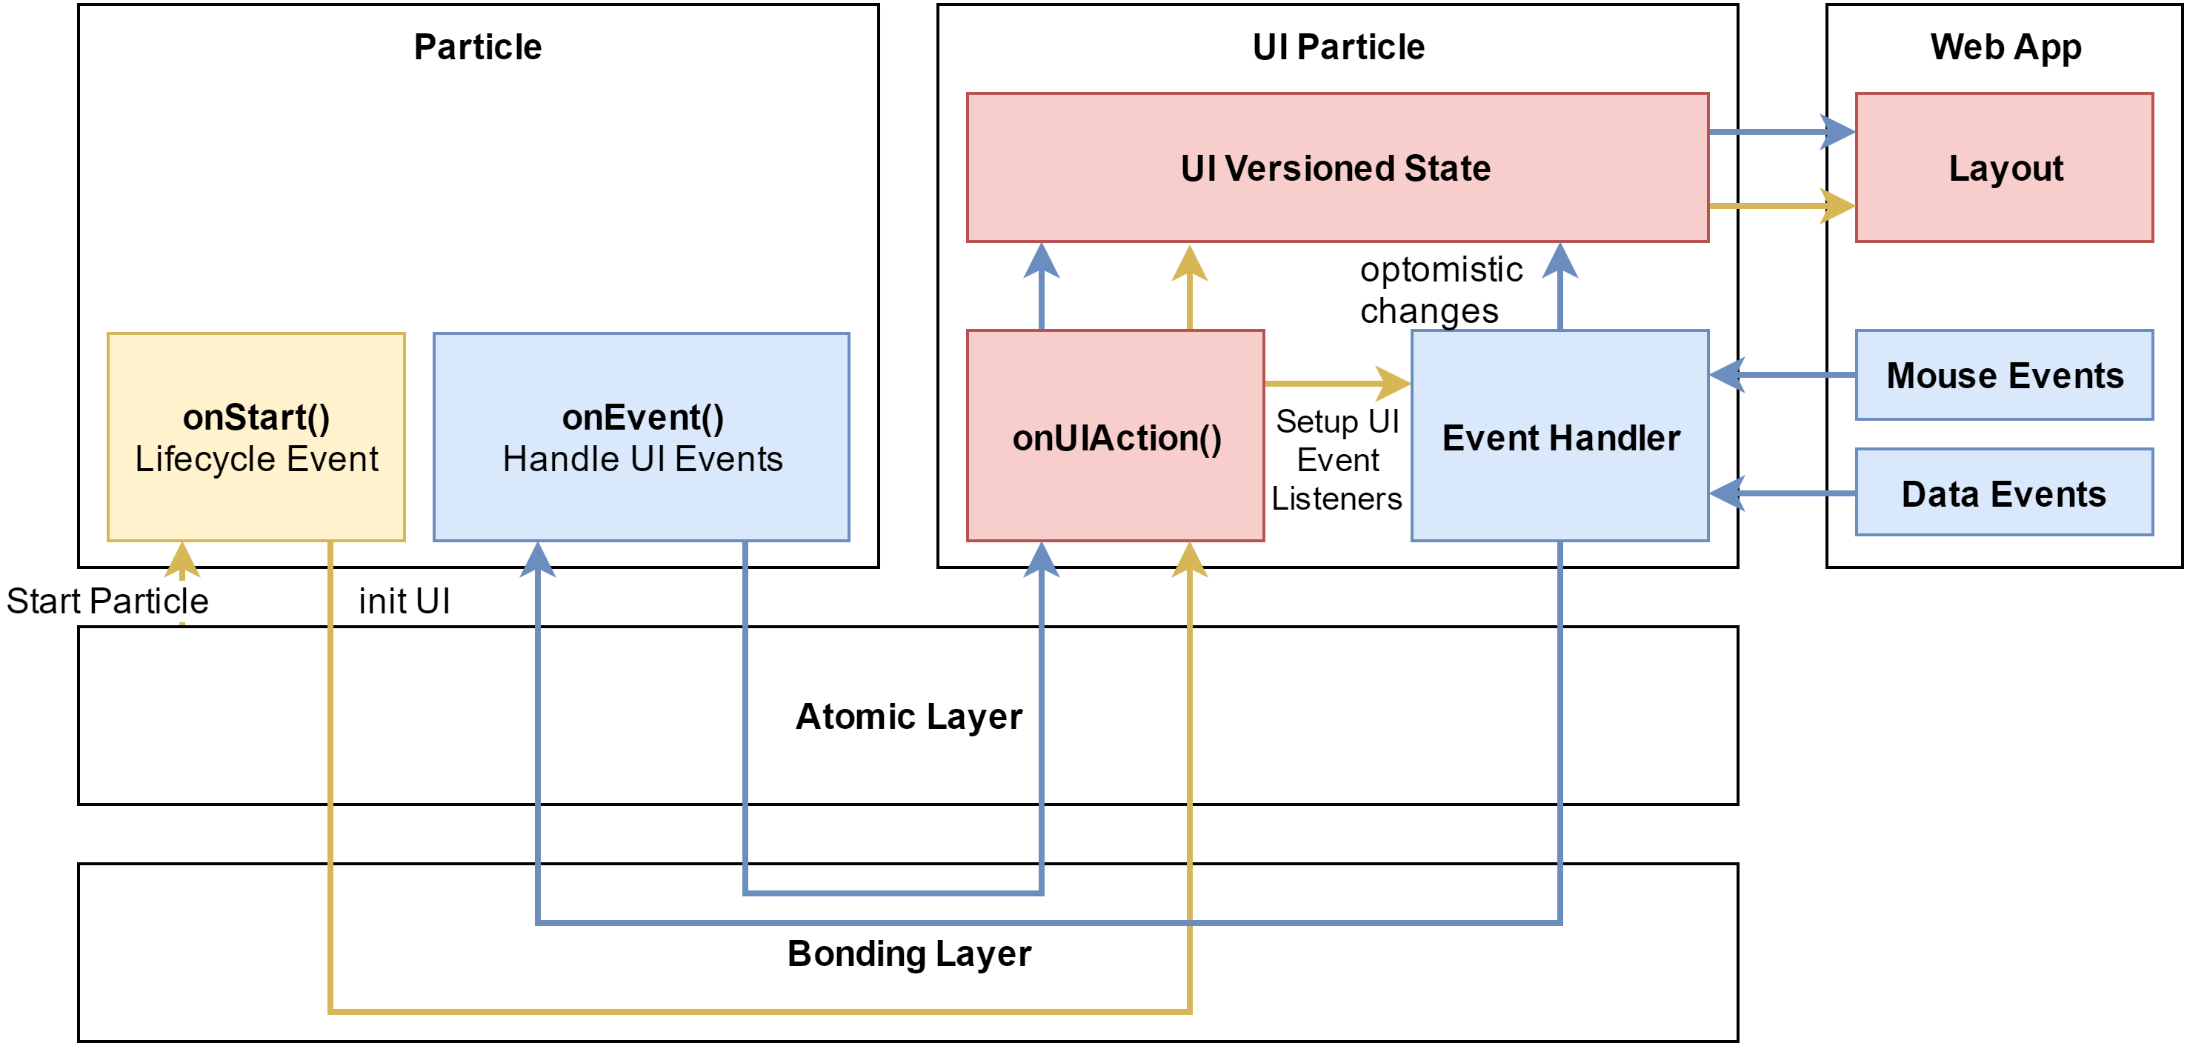 Particle
UI Particle
Web App
UI Versioned State
Layout
optomistic
changes
onStart()
Lifecycle Event
onEvent()
Handle UI Events
onUIAction()
Setup UI
Event
Listeners
Event Handler
Mouse Events
Data Events
Start Particle
init UI
Atomic Layer
Bonding Layer